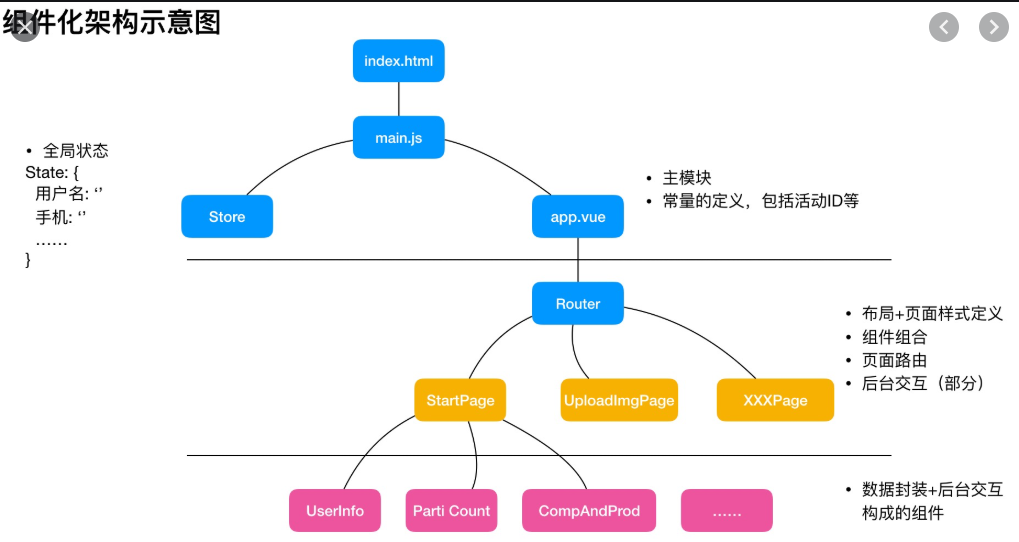 组件化架构示意图
index.html
main.js
• 全局状态
State: {
用户名: ‘’
手机: ‘’
……
}
Store
app.vue
• 主模块
• 常量的定义，包括活动ID等
Router
• 布局+页面样式定义
• 组件组合
• 页面路由
• 后台交互（部分）
StartPage
UploadImgPage
XXXPage
UserInfo
Parti Count
CompAndProd
……
• 数据封装+后台交互
构成的组件